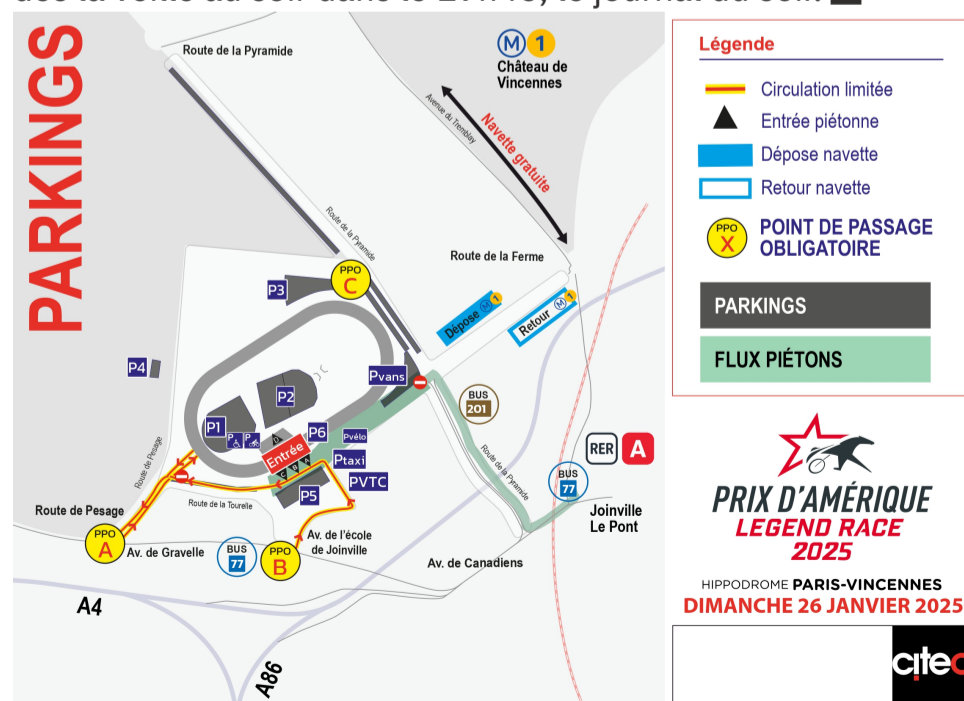 PARKINGS
Route de la Pyramide
M 1
Château de
Vincennes
Avenue du Tremblay
Navette gratuite
Route de la Pyramide
Route de la Ferme
PPO
C
P3
Dépose M 1
Retour M 1
P4
Pvans
P2
BUS
201
P1
P
P
P6
Pvélo
Entrée
Ptaxi
PVTC
P5
RER A
BUS
77
Route de la Pyramide
Joinville
Le Pont
Route de Pesage
Route de la Tourelle
Route de Pesage
PPO
A
Av. de Gravelle
BUS
77
PPO
B
Av. de l'école
de Joinville
Av. de Canadiens
A4
A86
Légende
Circulation limitée
Entrée piétonne
Dépose navette
Retour navette
PPO
X
POINT DE PASSAGE
OBLIGATOIRE
PARKINGS
FLUX PIÉTONS
PRIX D'AMÉRIQUE
LEGEND RACE
2025
HIPPODROME PARIS-VINCENNES
DIMANCHE 26 JANVIER 2025